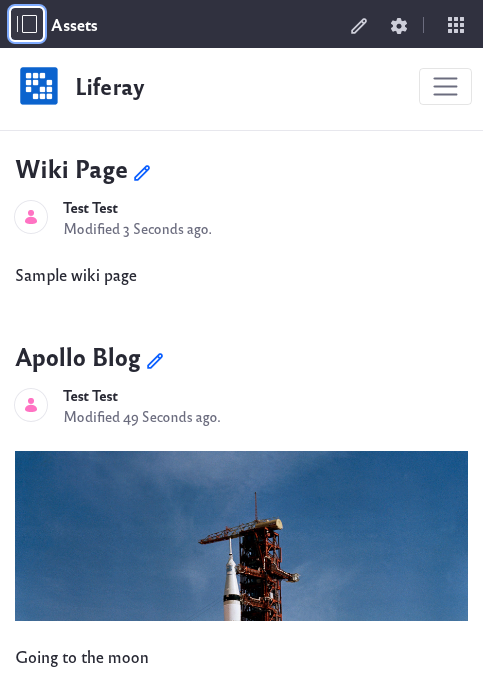 Assets
Liferay
Wiki Page
Test Test
Modified 3 Seconds ago.
Sample wiki page
Apollo Blog
Test Test
Modified 49 Seconds ago.
Going to the moon